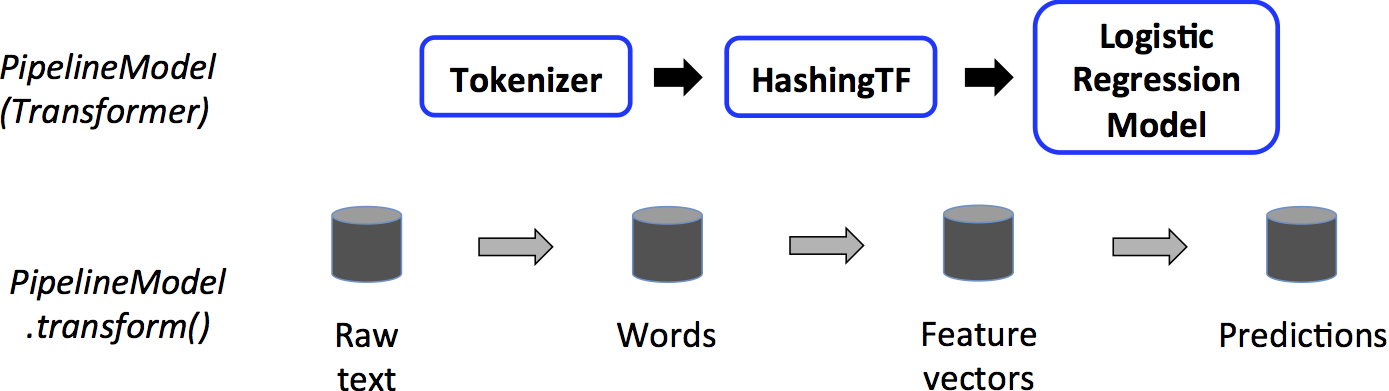 PipelineModel
(Transformer)
Tokenizer
HashingTF
Logistic
Regression
Model
PipelineModel
.transform()
Raw
text
Words
Feature
vectors
Predictions